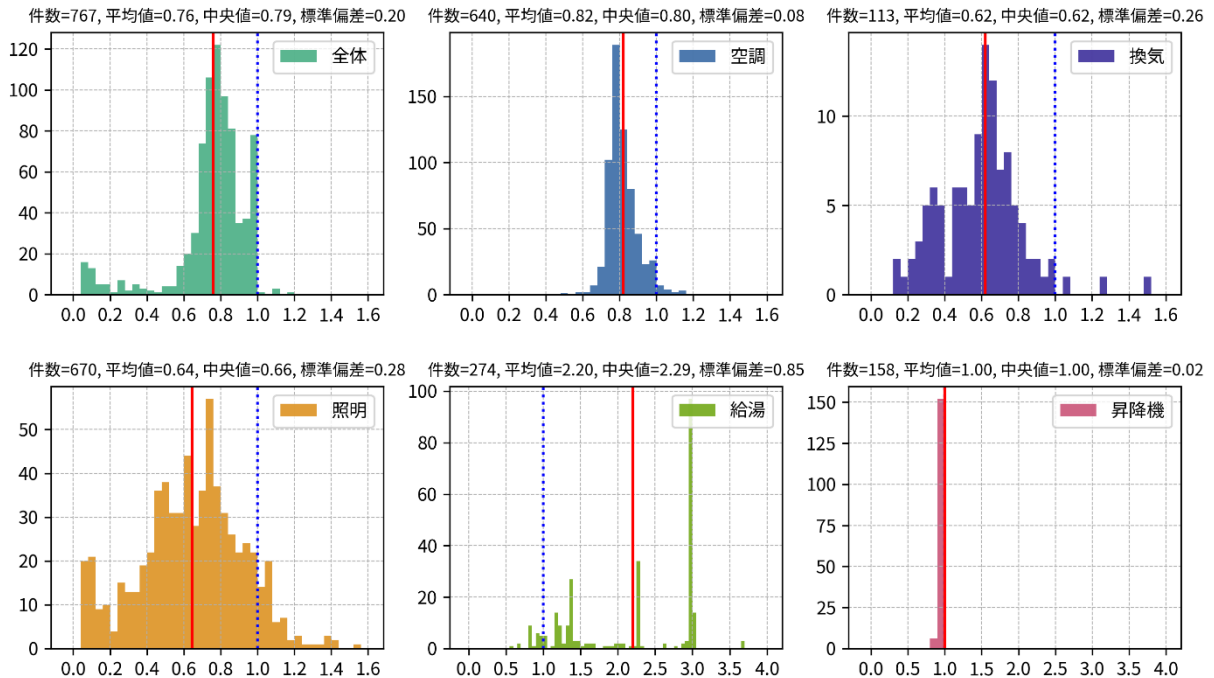 件数=767, 平均値=0.76, 中央値=0.79, 標準偏差=0.20
全体
120
100
80
60
40
20
0
0.0 0.2 0.4 0.6 0.8 1.0 1.2 1.4 1.6
件数=640, 平均値=0.82, 中央値=0.80, 標準偏差=0.08
空調
150
100
50
0
0.0 0.2 0.4 0.6 0.8 1.0 1.2 1.4 1.6
件数=113, 平均値=0.62, 中央値=0.62, 標準偏差=0.26
換気
10
5
0
0.0 0.2 0.4 0.6 0.8 1.0 1.2 1.4 1.6
件数=670, 平均値=0.64, 中央値=0.66, 標準偏差=0.28
照明
50
40
30
20
10
0
0.0 0.2 0.4 0.6 0.8 1.0 1.2 1.4 1.6
件数=274, 平均値=2.20, 中央値=2.29, 標準偏差=0.85
給湯
100
80
60
40
20
0
0.0 0.5 1.0 1.5 2.0 2.5 3.0 3.5 4.0
件数=158, 平均値=1.00, 中央値=1.00, 標準偏差=0.02
昇降機
150
125
100
75
50
25
0
0.0 0.5 1.0 1.5 2.0 2.5 3.0 3.5 4.0